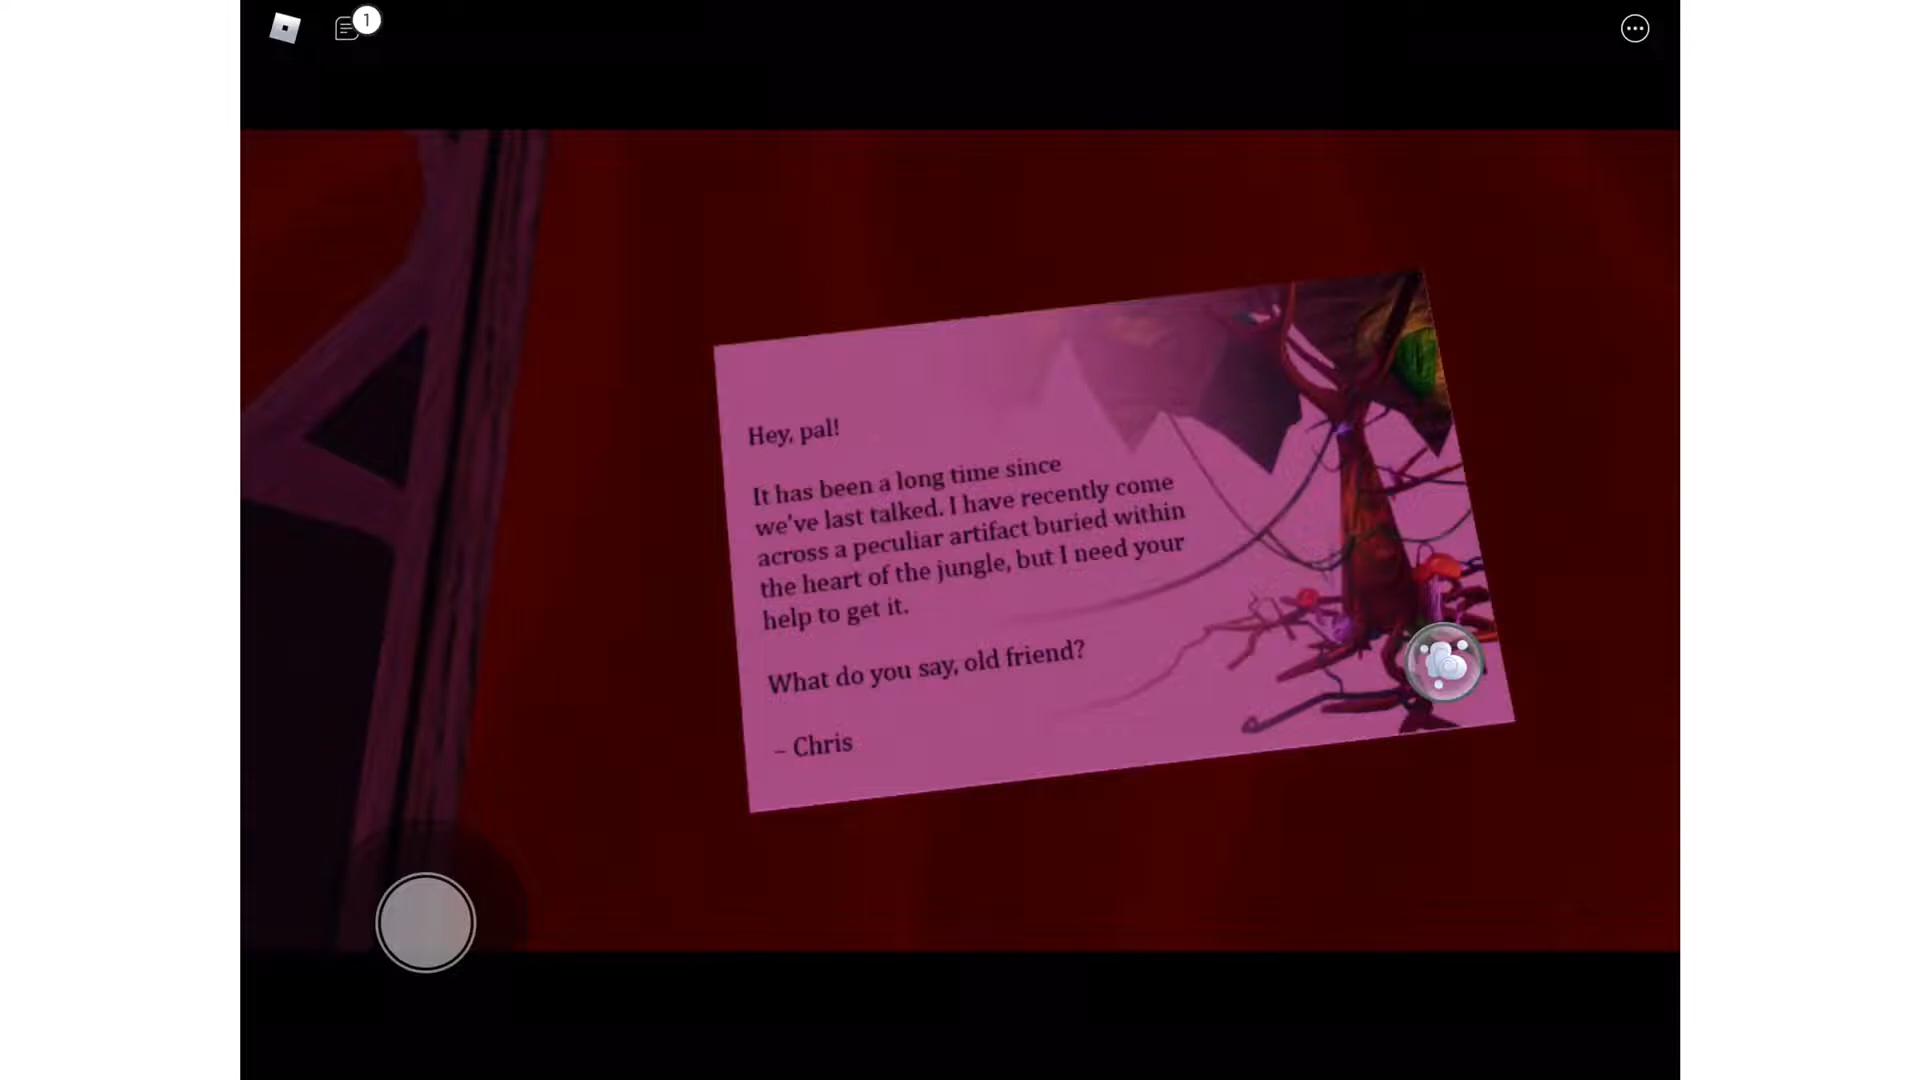 1
Hey, pal!
It has been a long time since
we've last talked. I have recently come
across a peculiar artifact buried within
the heart of the jungle, but I need your
help to get it.
What do you say, old friend?
– Chris